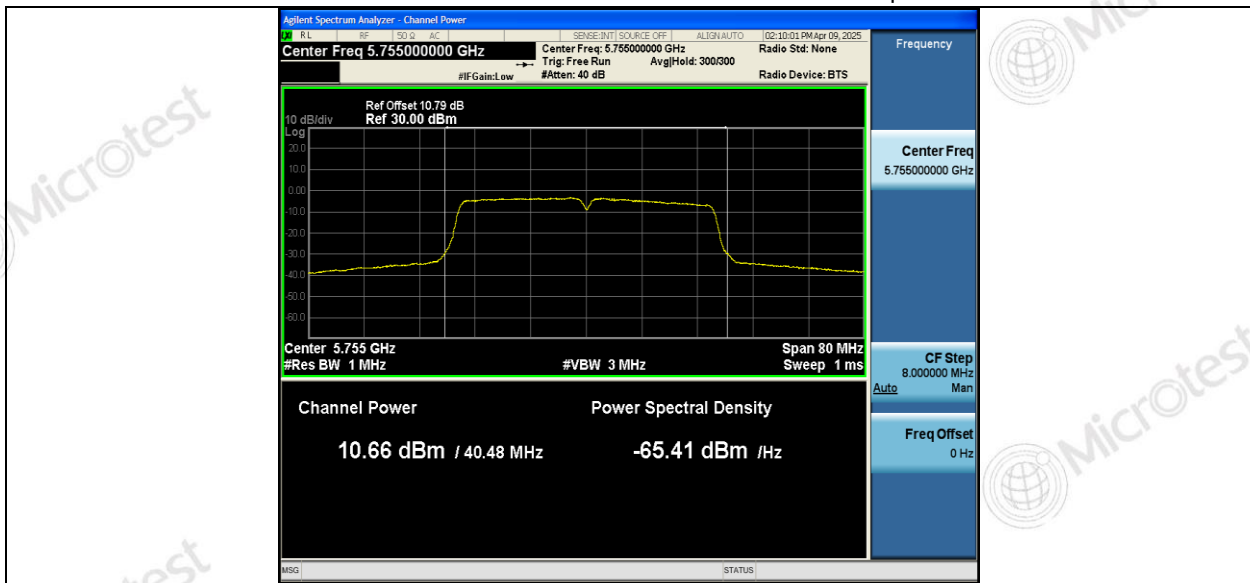 Agilent Spectrum Analyzer - Channel Power
RL RF 50 Ω AC SENSE:INT SOURCE OFF ALIGN AUTO 02:10:01 PM Apr 09, 2025
Center Freq 5.755000000 GHz
Center Freq: 5.755000000 GHz
Radio Std: None
Trig: Free Run Avg|Hold: 300/300
#IFGain:Low
#Atten: 40 dB
Radio Device: BTS
Frequency
Ref Offset 10.79 dB
10 dB/div Ref 30.00 dBm
Log
20.0
10.0
0.00
-10.0
-20.0
-30.0
-40.0
-50.0
-60.0
Center 5.755 GHz Span 80 MHz
#Res BW 1 MHz #VBW 3 MHz Sweep 1 ms
Center Freq
5.755000000 GHz
CF Step
8.000000 MHz
Auto Man
Freq Offset
0 Hz
Channel Power Power Spectral Density
10.66 dBm / 40.48 MHz -65.41 dBm /Hz
MSG STATUS
Microtest
Microtest